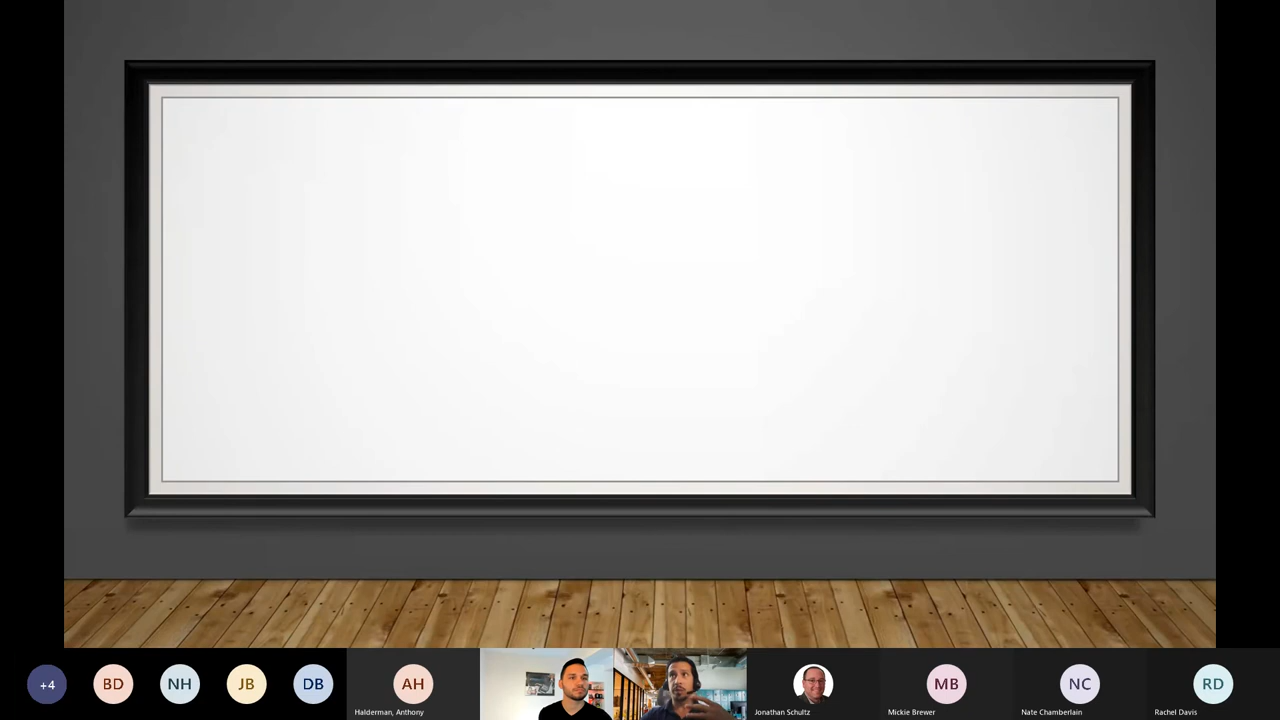 +4
BD
NH
JB
DB
AH
Halderman, Anthony
Jonathan Schultz
MB
Mickie Brewer
NC
Nate Chamberlain
RD
Rachel Davis